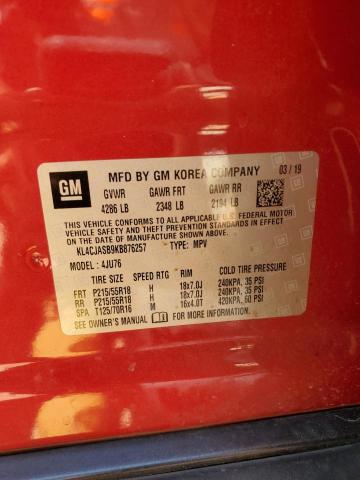 GM
MFD BY GM KOREA COMPANY 03 / 19
GVWR GAWR FRT GAWR RR
4286 LB 2348 LB 2194 LB
THIS VEHICLE CONFORMS TO ALL APPLICABLE U.S. FEDERAL MOTOR
VEHICLE SAFETY, BUMPER, AND THEFT PREVENTION STANDARDS IN EFFECT
ON THE DATE OF MANUFACTURE SHOWN ABOVE.
KL4CJASB9KB876257 TYPE: MPV
MODEL: 4JU76
TIRE SIZE SPEED RTG RIM COLD TIRE PRESSURE
FRT P215/55R18 H 18x7.0J 240KPA, 35 PSI
RR P215/55R18 H 18x7.0J 240KPA, 35 PSI
SPA T125/70R16 M 16x4.0T 420KPA, 60 PSI
SEE OWNER'S MANUAL FOR ADDITIONAL INFORMATION